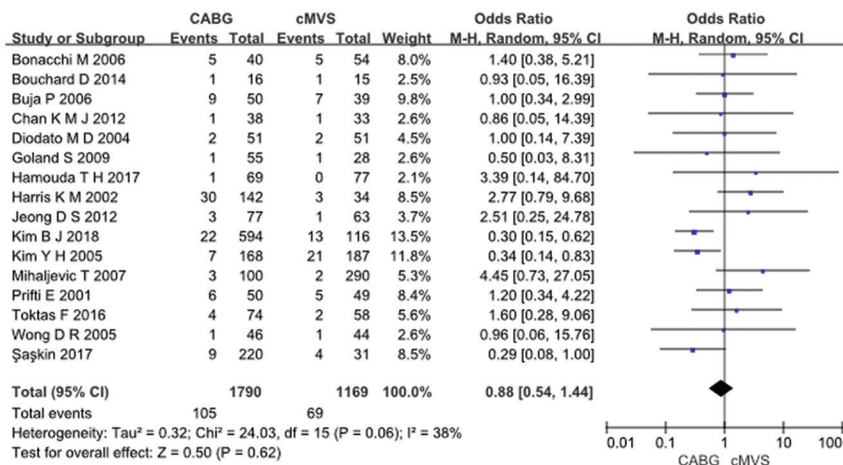 CABG cMVS Odds Ratio Odds Ratio
Study or Subgroup Events Total Events Total Weight M-H, Random, 95% CI M-H, Random, 95% CI
Bonacchi M 2006 5 40 5 54 8.0% 1.40 [0.38, 5.21]
Bouchard D 2014 1 16 1 15 2.5% 0.93 [0.05, 16.39]
Buja P 2006 9 50 7 39 9.8% 1.00 [0.34, 2.99]
Chan K M J 2012 1 38 1 33 2.6% 0.86 [0.05, 14.39]
Diodato M D 2004 2 51 2 51 4.5% 1.00 [0.14, 7.39]
Goland S 2009 1 55 1 28 2.6% 0.50 [0.03, 8.31]
Hamouda T H 2017 1 69 0 77 2.1% 3.39 [0.14, 84.70]
Harris K M 2002 30 142 3 34 8.4% 2.77 [0.79, 9.68]
Jeong D S 2012 3 77 1 63 3.7% 2.51 [0.25, 24.78]
Kim B J 2018 22 594 13 116 13.5% 0.30 [0.15, 0.62]
Kim Y H 2005 7 168 21 187 11.8% 0.34 [0.14, 0.83]
Mihaljevic T 2007 3 100 2 290 5.3% 4.45 [0.73, 27.05]
Prifti E 2001 6 50 5 49 8.4% 1.20 [0.34, 4.22]
Toktas F 2016 4 74 2 58 5.6% 1.60 [0.28, 9.06]
Wong D R 2005 1 46 1 44 2.6% 0.96 [0.06, 15.76]
Şaşkin 2017 9 220 4 31 8.5% 0.29 [0.08, 1.00]
Total (95% CI) 1790 1169 100.0% 0.88 [0.54, 1.44]
Total events 105 69
Heterogeneity: Tau² = 0.32; Chi² = 24.03, df = 15 (P = 0.06); I² = 38%
Test for overall effect: Z = 0.50 (P = 0.62)
0.01 0.1 1 10 100
CABG cMVS